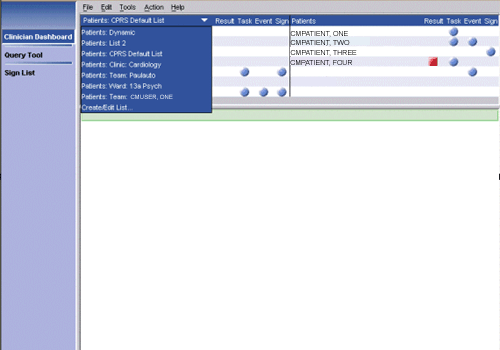 File Edit Tools Action Help
Patients: CPRS Default List Result Task Event Sign Patients Result Task Event Sign
Clinician Dashboard
Query Tool
Sign List
Patients: Dynamic
Patients: List 2
Patients: CPRS Default List
Patients: Clinic: Cardiology
Patients: Team: Paulauto
Patients: Ward: 13a Psych
Patients: Team: CMUSER, ONE
Create/Edit List...
CMPATIENT, ONE
CMPATIENT, TWO
CMPATIENT, THREE
CMPATIENT, FOUR